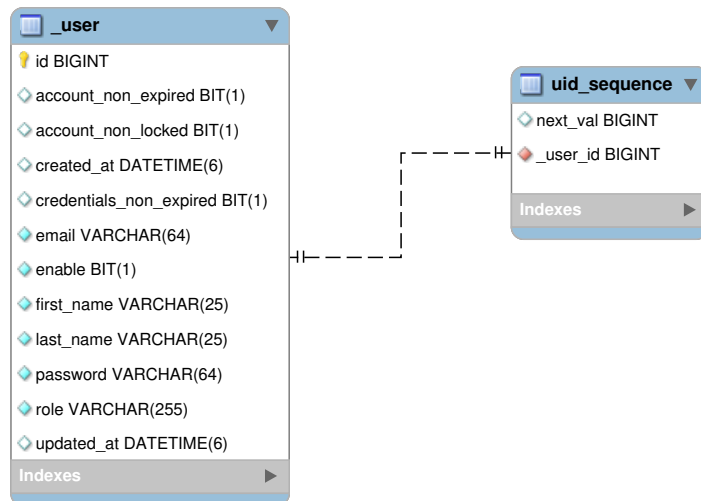 _user
id BIGINT
account_non_expired BIT(1)
account_non_locked BIT(1)
created_at DATETIME(6)
credentials_non_expired BIT(1)
email VARCHAR(64)
enable BIT(1)
first_name VARCHAR(25)
last_name VARCHAR(25)
password VARCHAR(64)
role VARCHAR(255)
updated_at DATETIME(6)
Indexes
uid_sequence
next_val BIGINT
_user_id BIGINT
Indexes